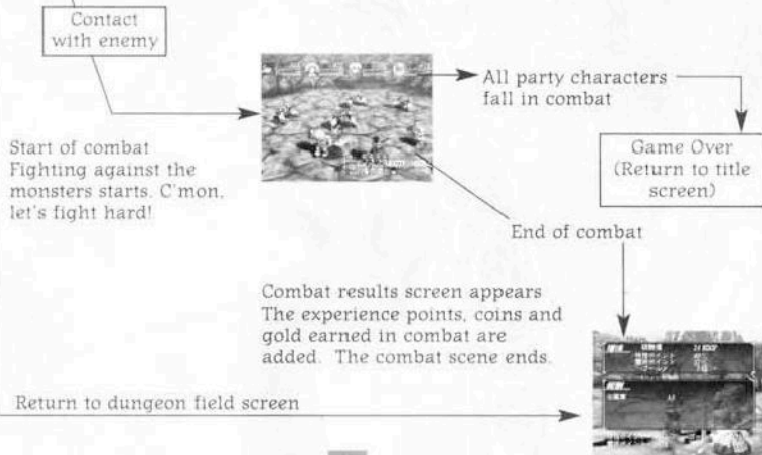 Contact
with enemy
All party characters
fall in combat
Start of combat
Fighting against the
monsters starts. C'mon,
let's fight hard!
Game Over
(Return to title
screen)
End of combat
Combat results screen appears
The experience points, coins and
gold earned in combat are
added. The combat scene ends.
Return to dungeon field screen